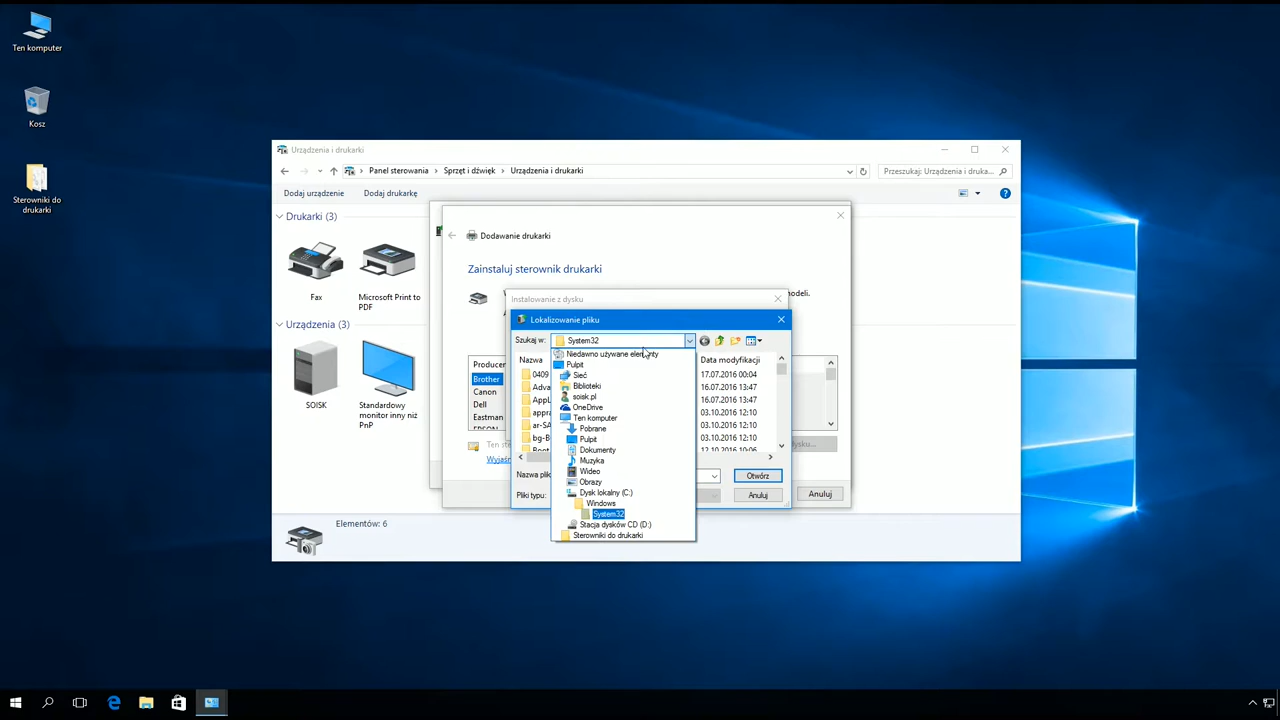 Ten komputer
Kosz
Sterowniki do
drukarki
Urządzenia i drukarki
Panel sterowania
Sprzęt i dźwięk
Urządzenia i drukarki
Przeszukaj: Urządzenia i druka...
Dodaj urządzenie
Dodaj drukarkę
Drukarki (3)
Fax
Microsoft Print to
PDF
Urządzenia (3)
SOISK
Standardowy
monitor inny niż
PnP
Elementów: 6
Dodawanie drukarki
Zainstaluj sterownik drukarki
modeli.
Producer
Brother
Canon
Dell
Eastman
EPSON
Ten ste
Wyjaśn
dysku...
Anuluj
Instalowanie z dysku
Lokalizowanie pliku
Szukaj w:
System32
Nazwa
Data modyfikacji
0409
17.07.2016 00:04
Adva
16.07.2016 13:47
AppL
16.07.2016 13:47
appra
03.10.2016 12:10
ar-SA
03.10.2016 12:10
bg-B
03.10.2016 12:10
Boot
12.10.2016 10:06
Nazwa plik
Otwórz
Pliki typu:
Anuluj
Niedawno używane elementy
Pulpit
Sieć
Biblioteki
soisk.pl
OneDrive
Ten komputer
Pobrane
Pulpit
Dokumenty
Muzyka
Video
Obrazy
Dysk lokalny (C:)
Windows
System32
Stacja dysków CD (D:)
Sterowniki do drukarki